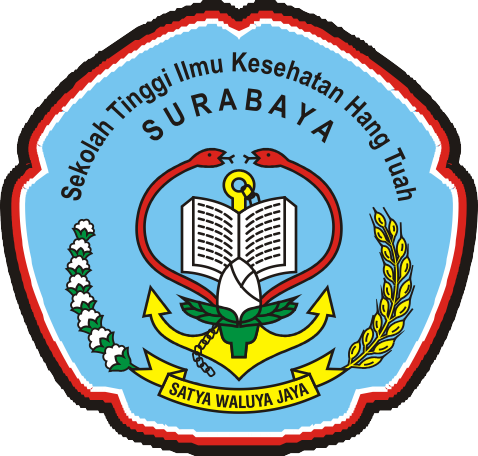 Sekolah Tinggi Ilmu Kesehatan Hang Tuah
SURABAYA
SATYA WALUYA JAYA